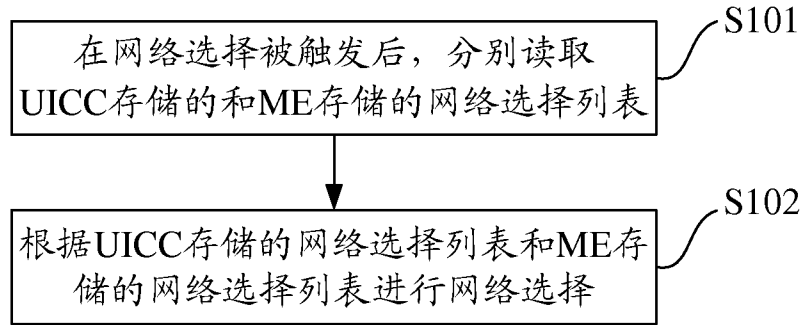 在网络选择被触发后，分别读取
UICC存储的和ME存储的网络选择列表
S101
根据UICC存储的网络选择列表和ME存
储的网络选择列表进行网络选择
S102